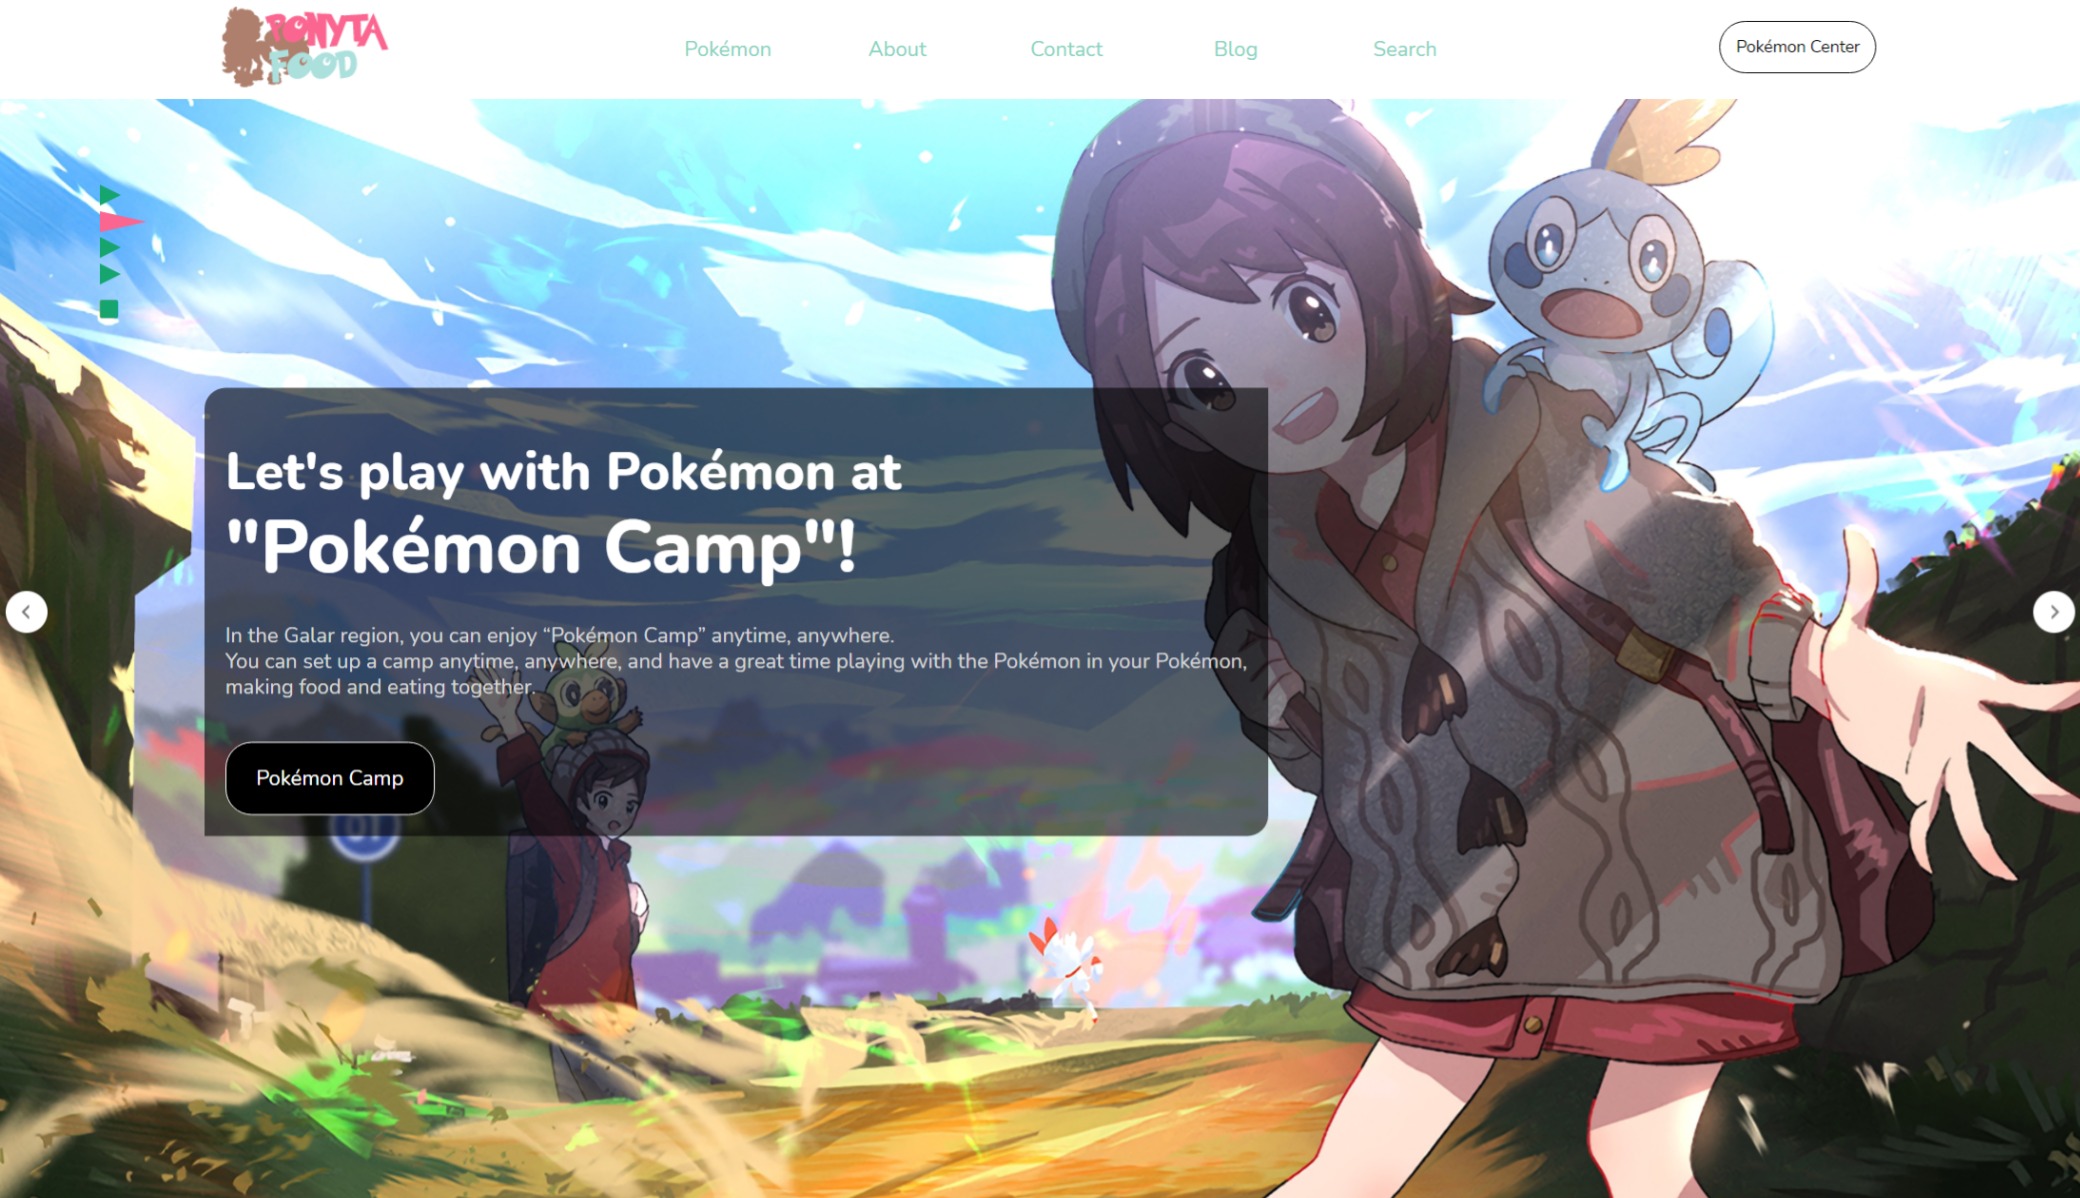 PONYTA
FOOD
Pokémon
About
Contact
Blog
Search
Pokémon Center
Let's play with Pokémon at
"Pokémon Camp"!
In the Galar region, you can enjoy “Pokémon Camp” anytime, anywhere.
You can set up a camp anytime, anywhere, and have a great time playing with the Pokémon in your Pokémon,
making food and eating together.
Pokémon Camp
01